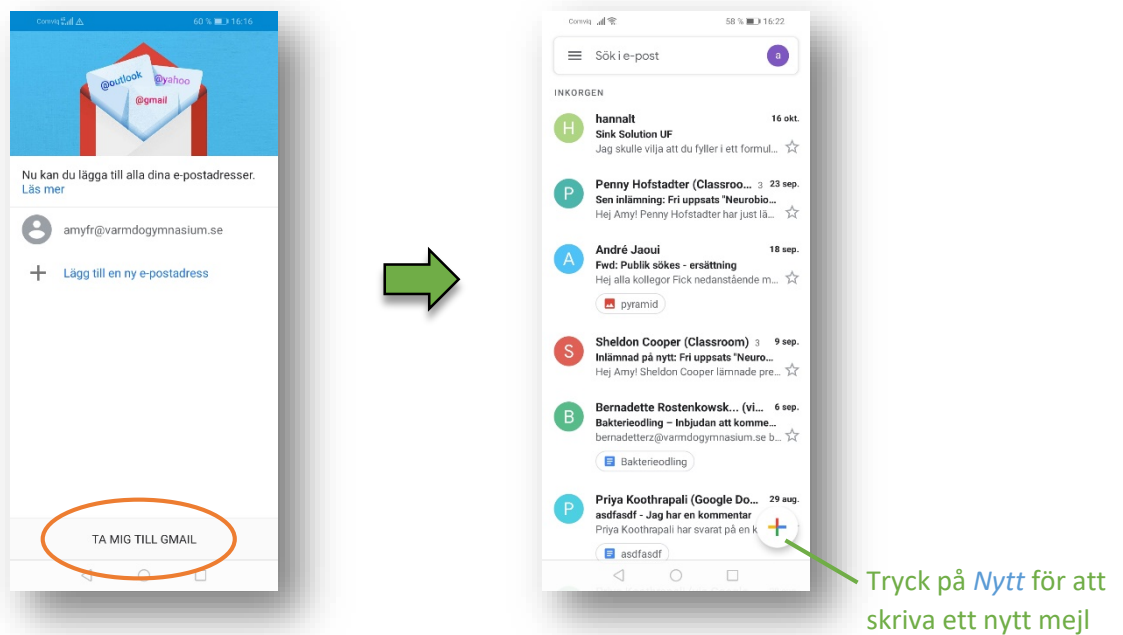 Comviq
60 % 16:16
@outlook
@yahoo
@gmail
Nu kan du lägga till alla dina e-postadresser.
Läs mer
amyfr@varmdogymnasium.se
Lägg till en ny e-postadress
TA MIG TILL GMAIL
Comviq
58 % 16:22
Sök i e-post
a
INKORGEN
H
hannalt 16 okt.
Sink Solution UF
Jag skulle vilja att du fyller i ett formul...
P
Penny Hofstadter (Classroo... 3 23 sep.
Sen inlämning: Fri uppsats "Neurobio...
Hej Amy! Penny Hofstadter har just lä...
A
André Jaoui 18 sep.
Fwd: Publik sökes - ersättning
Hej alla kollegor Fick nedanstående m...
pyramid
S
Sheldon Cooper (Classroom) 3 9 sep.
Inlämnad på nytt: Fri uppsats "Neuro...
Hej Amy! Sheldon Cooper lämnade pre...
B
Bernadette Rostenkowsk... (vi... 6 sep.
Bakterieodling – Inbjudan att komme...
bernadetterz@varmdogymnasium.se b...
Bakterieodling
P
Priya Koothrapali (Google Do... 29 aug.
asdfasdf - Jag har en kommentar
Priya Koothrapali har svarat på en k
asdfasdf
Tryck på Nytt för att
skriva ett nytt mejl